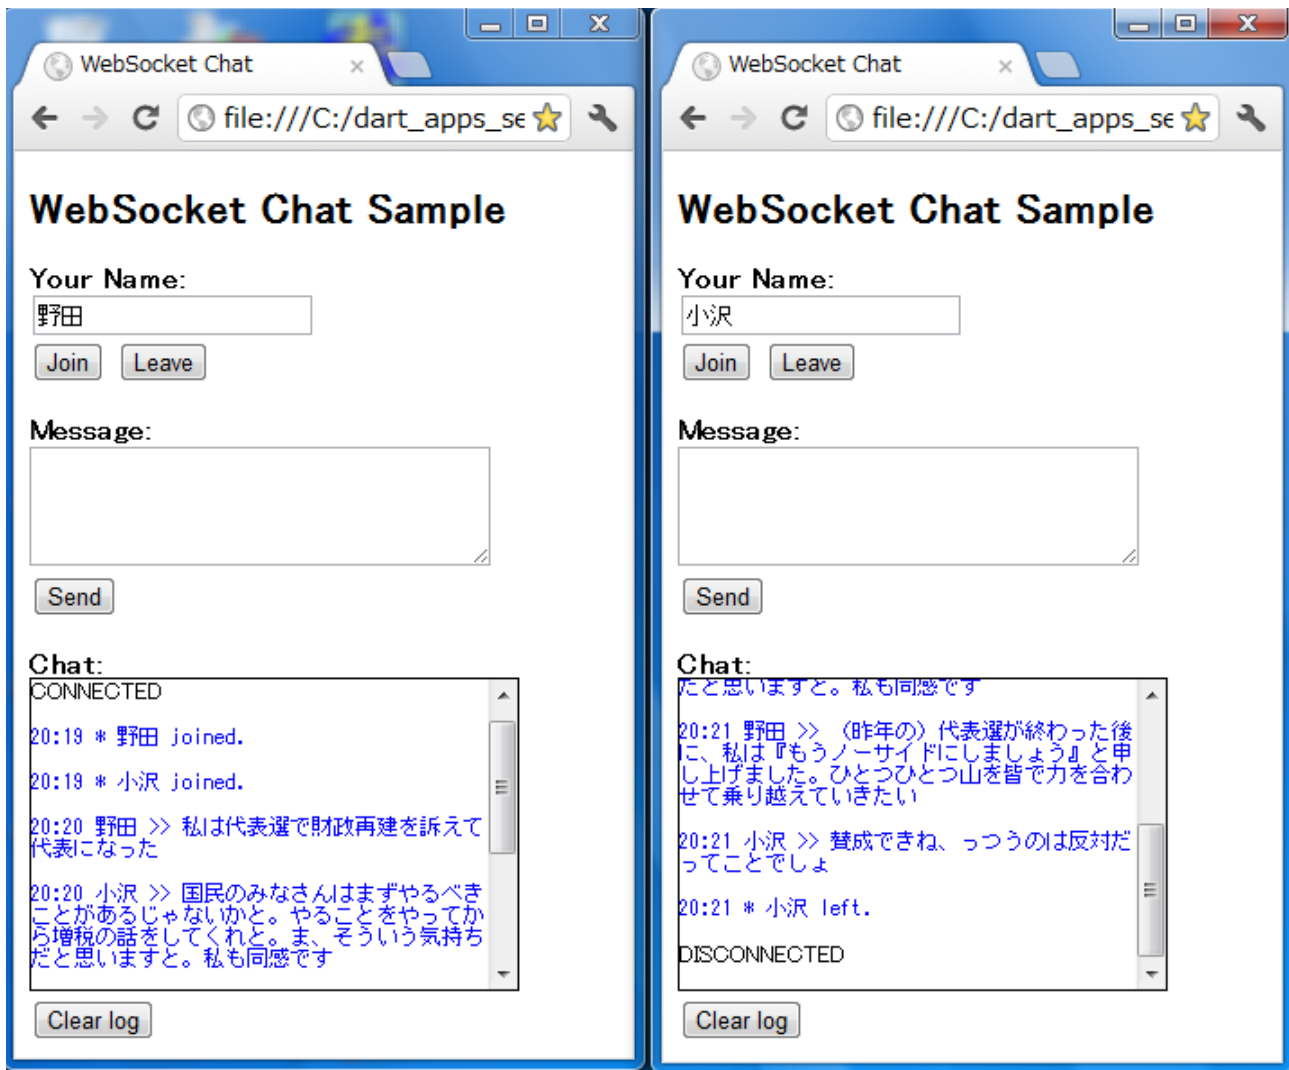 WebSocket Chat
file:///C:/dart_apps_se
WebSocket Chat Sample
Your Name:
野田
Join Leave
Message:
Send
Chat:
CONNECTED
20:19 * 野田 joined.
20:19 * 小沢 joined.
20:20 野田 >> 私は代表選で財政再建を訴えて
代表になった
20:20 小沢 >> 国民のみなさんはまずやるべき
ことがあるじゃないかと。やることをやってか
ら増税の話をしてくれと。ま、そういう気持ち
だと思いますと。私も同感です
Clear log
WebSocket Chat
file:///C:/dart_apps_se
WebSocket Chat Sample
Your Name:
小沢
Join Leave
Message:
Send
Chat:
たと思いますと。私も同感です
20:21 野田 >> （昨年の）代表選が終わった後
に、私は『もうノーサイドにしましょう』と申
し上げました。ひとつひとつ山を皆で力を合わ
せて乗り越えていきたい
20:21 小沢 >> 賛成できね、っつうのは反対だ
ってことでしょ
20:21 * 小沢 left.
DISCONNECTED
Clear log